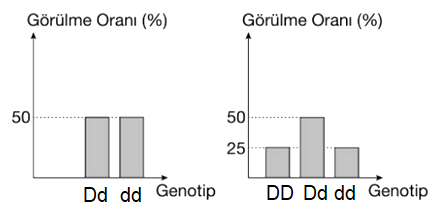 Görülme Oranı (%)
50
Dd dd Genotip
Görülme Oranı (%)
50
25
DD Dd dd Genotip